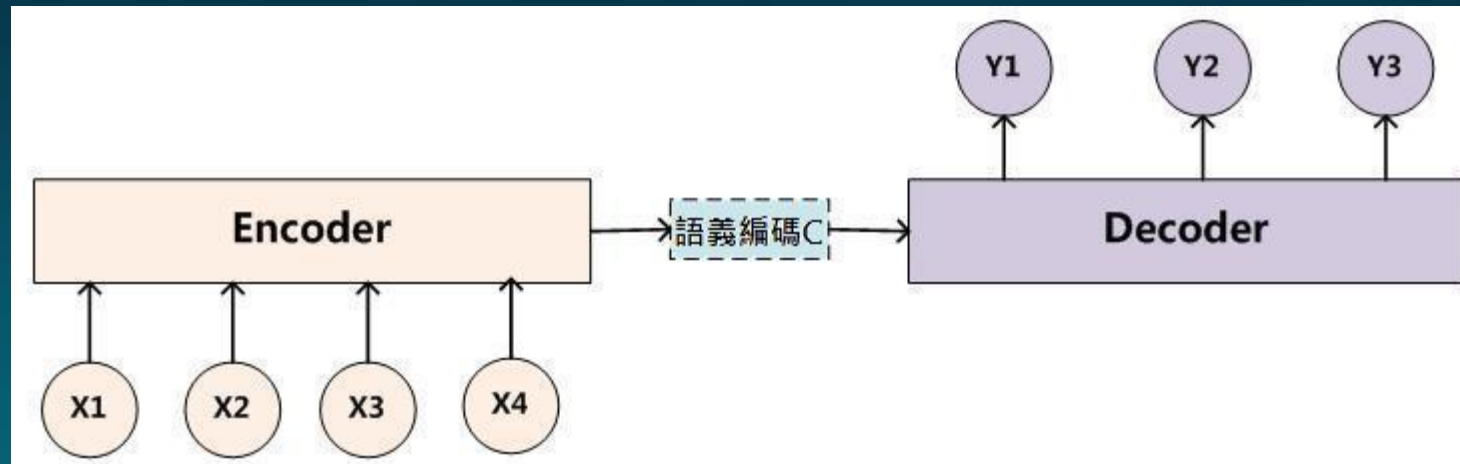 Y1 Y2 Y3
Encoder 語義編碼C Decoder
X1 X2 X3 X4